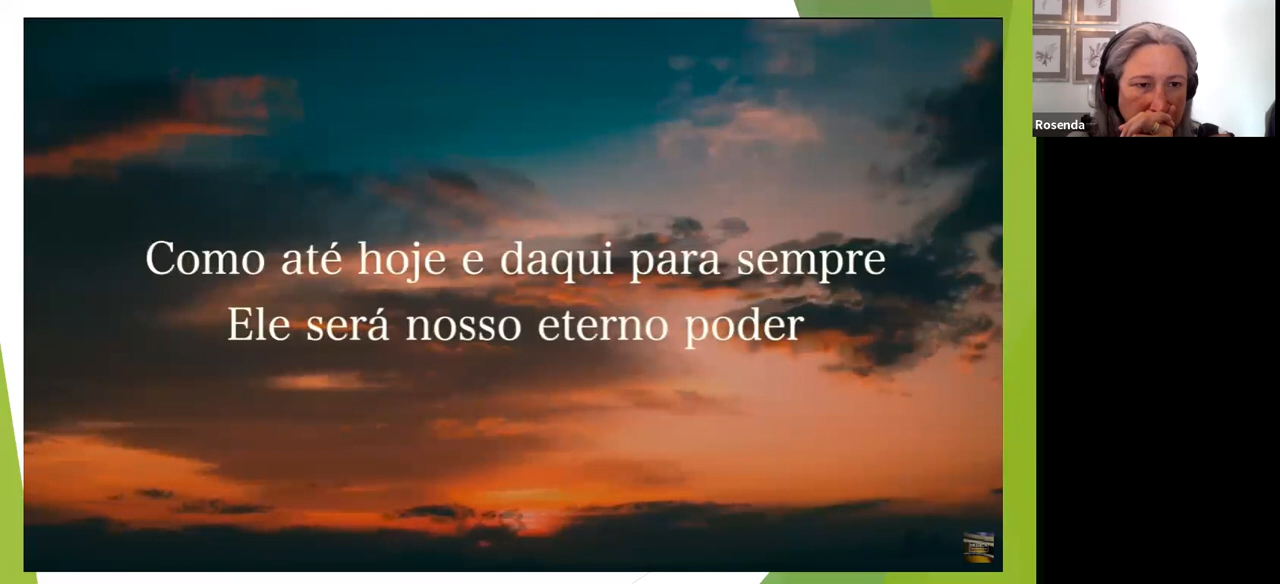 Como até hoje e daqui para sempre
Ele será nosso eterno poder
Rosenda